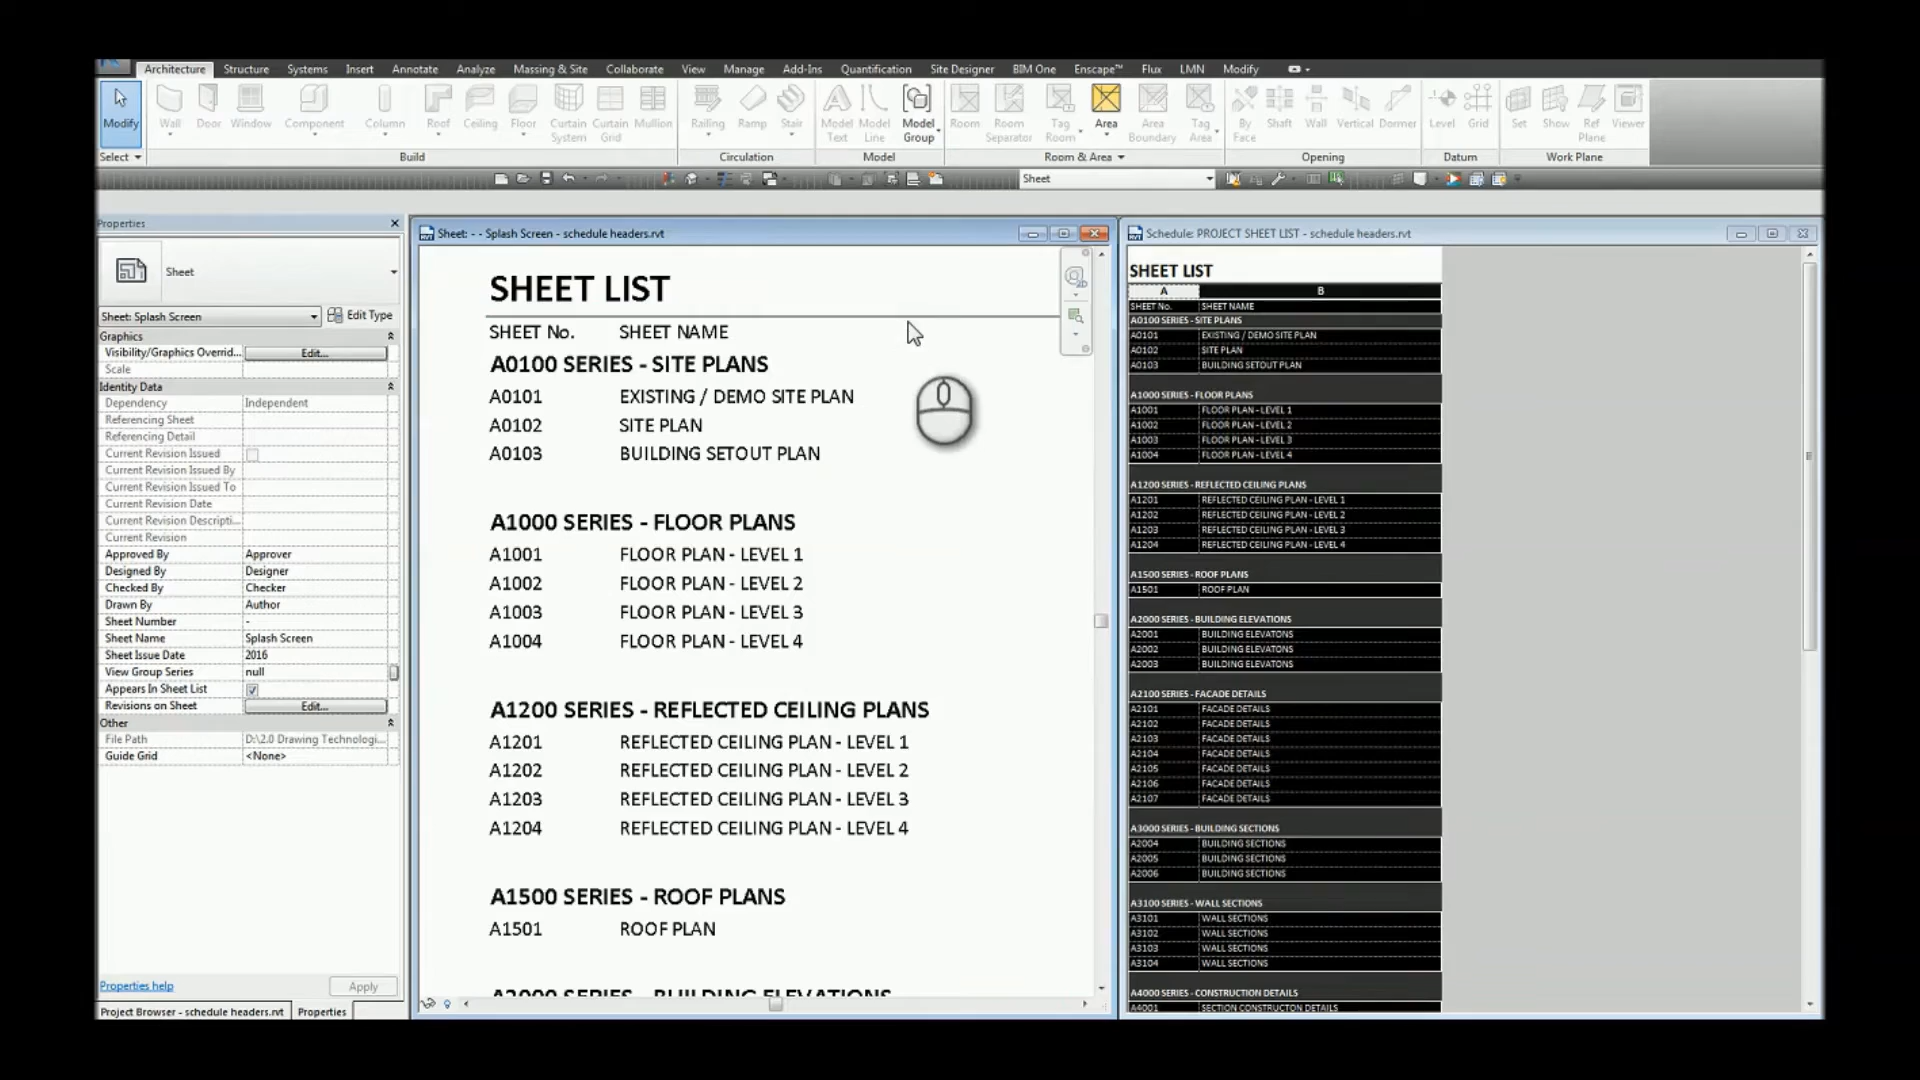 Architecture Structure Systems Insert Annotate Analyze Massing & Site Collaborate View Manage Add-Ins Quantification Site Designer BIM One Enscape™ Flux LMN Modify
Modify Wall Door Window Component Column Roof Ceiling Floor Curtain System Curtain Grid Mullion Railing Ramp Stair Model Text Model Line Model Group Room Room Separator Tag Room Area Area Boundary Tag Area By Face Shaft Wall Vertical Dormer Level Grid Set Show Ref Plane Viewer
Select Build Circulation Model Room & Area Opening Datum Work Plane
Sheet
Properties
Sheet
Sheet: Splash Screen Edit Type
Graphics
Visibility/Graphics Overrid... Edit...
Scale
Identity Data
Dependency Independent
Referencing Sheet
Referencing Detail
Current Revision Issued
Current Revision Issued By
Current Revision Issued To
Current Revision Date
Current Revision Descripti...
Current Revision
Approved By Approver
Designed By Designer
Checked By Checker
Drawn By Author
Sheet Number -
Sheet Name Splash Screen
Sheet Issue Date 2016
View Group Series null
Appears In Sheet List
Revisions on Sheet Edit...
Other
File Path D:\2.0 Drawing Technologi...
Guide Grid <None>
Properties help Apply
Project Browser - schedule headers.rvt Properties
Sheet: - - Splash Screen - schedule headers.rvt
SHEET LIST
SHEET No. SHEET NAME
A0100 SERIES - SITE PLANS
A0101 EXISTING / DEMO SITE PLAN
A0102 SITE PLAN
A0103 BUILDING SETOUT PLAN
A1000 SERIES - FLOOR PLANS
A1001 FLOOR PLAN - LEVEL 1
A1002 FLOOR PLAN - LEVEL 2
A1003 FLOOR PLAN - LEVEL 3
A1004 FLOOR PLAN - LEVEL 4
A1200 SERIES - REFLECTED CEILING PLANS
A1201 REFLECTED CEILING PLAN - LEVEL 1
A1202 REFLECTED CEILING PLAN - LEVEL 2
A1203 REFLECTED CEILING PLAN - LEVEL 3
A1204 REFLECTED CEILING PLAN - LEVEL 4
A1500 SERIES - ROOF PLANS
A1501 ROOF PLAN
A2000 SERIES - BUILDING ELEVATIONS
Schedule: PROJECT SHEET LIST - schedule headers.rvt
SHEET LIST
A B
SHEET No. SHEET NAME
A0100 SERIES - SITE PLANS
A0101 EXISTING / DEMO SITE PLAN
A0102 SITE PLAN
A0103 BUILDING SETOUT PLAN
A1000 SERIES - FLOOR PLANS
A1001 FLOOR PLAN - LEVEL 1
A1002 FLOOR PLAN - LEVEL 2
A1003 FLOOR PLAN - LEVEL 3
A1004 FLOOR PLAN - LEVEL 4
A1200 SERIES - REFLECTED CEILING PLANS
A1201 REFLECTED CEILING PLAN - LEVEL 1
A1202 REFLECTED CEILING PLAN - LEVEL 2
A1203 REFLECTED CEILING PLAN - LEVEL 3
A1204 REFLECTED CEILING PLAN - LEVEL 4
A1500 SERIES - ROOF PLANS
A1501 ROOF PLAN
A2000 SERIES - BUILDING ELEVATIONS
A2001 BUILDING ELEVATONS
A2002 BUILDING ELEVATONS
A2003 BUILDING ELEVATONS
A2100 SERIES - FACADE DETAILS
A2101 FACADE DETAILS
A2102 FACADE DETAILS
A2103 FACADE DETAILS
A2104 FACADE DETAILS
A2105 FACADE DETAILS
A2106 FACADE DETAILS
A2107 FACADE DETAILS
A3000 SERIES - BUILDING SECTIONS
A2004 BUILDING SECTIONS
A2005 BUILDING SECTIONS
A2006 BUILDING SECTIONS
A3100 SERIES - WALL SECTIONS
A3101 WALL SECTIONS
A3102 WALL SECTIONS
A3103 WALL SECTIONS
A3104 WALL SECTIONS
A4000 SERIES - CONSTRUCTION DETAILS
A4001 SECTION CONSTRUCTON DETAILS